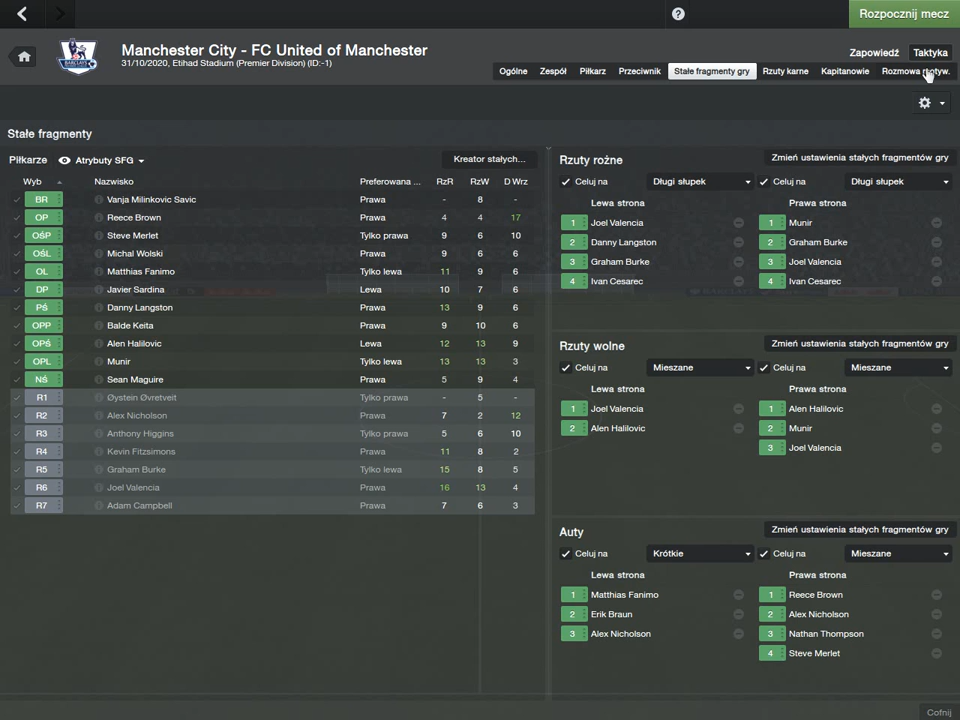 Rozpocznij mecz
Manchester City - FC United of Manchester
31/10/2020, Etihad Stadium (Premier Division) (ID:-1)
Zapowiedź Taktyka
Ogólne Zespół Piłkarz Przeciwnik Stałe fragmenty gry Rzuty karne Kapitanowie Rozmowa motyw.
Stałe fragmenty
Piłkarze Atrybuty SFG Kreator stałych...
Wyb Nazwisko Preferowana ... RzR RzW D Wrz
BR Vanja Milinkovic Savic Prawa - 8 -
OP Reece Brown Prawa 4 4 17
OŚP Steve Merlet Tylko prawa 9 6 10
OŚL Michal Wolski Prawa 9 6 6
OL Matthias Fanimo Tylko lewa 11 9 6
DP Javier Sardina Lewa 10 7 6
PŚ Danny Langston Prawa 13 9 6
OPP Balde Keita Prawa 9 10 6
OPŚ Alen Halilovic Lewa 12 13 9
OPL Munir Tylko lewa 13 13 3
NŚ Sean Maguire Prawa 5 9 4
R1 Øystein Øvretveit Tylko prawa - 5 -
R2 Alex Nicholson Prawa 7 2 12
R3 Anthony Higgins Tylko prawa 5 6 10
R4 Kevin Fitzsimons Prawa 11 8 2
R5 Graham Burke Tylko lewa 15 8 5
R6 Joel Valencia Prawa 16 13 4
R7 Adam Campbell Prawa 7 6 3
Rzuty rożne Zmień ustawienia stałych fragmentów gry
Celuj na Długi słupek Celuj na Długi słupek
Lewa strona Prawa strona
1 Joel Valencia 1 Munir
2 Danny Langston 2 Graham Burke
3 Graham Burke 3 Joel Valencia
4 Ivan Cesarec 4 Ivan Cesarec
Rzuty wolne Zmień ustawienia stałych fragmentów gry
Celuj na Mieszane Celuj na Mieszane
Lewa strona Prawa strona
1 Joel Valencia 1 Alen Halilovic
2 Alen Halilovic 2 Munir
3 Joel Valencia
Auty Zmień ustawienia stałych fragmentów gry
Celuj na Krótkie Celuj na Mieszane
Lewa strona Prawa strona
1 Matthias Fanimo 1 Reece Brown
2 Erik Braun 2 Alex Nicholson
3 Alex Nicholson 3 Nathan Thompson
4 Steve Merlet
Cofnij